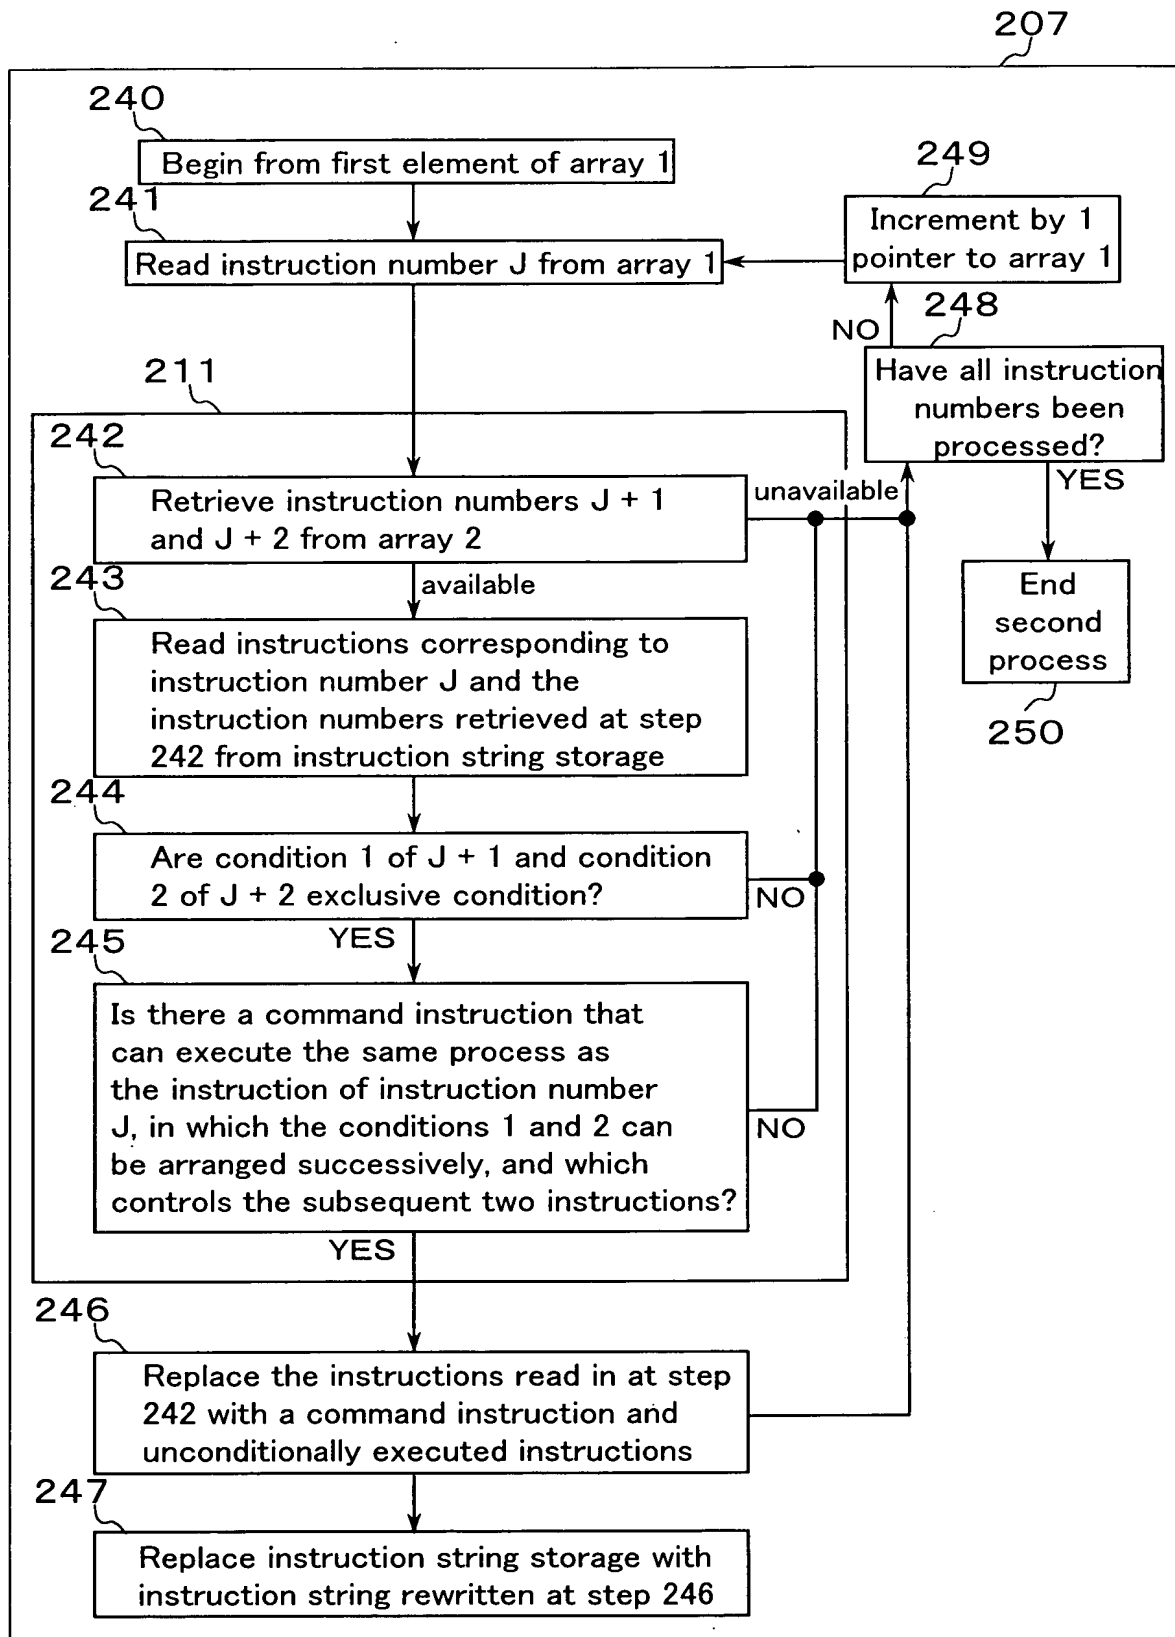 207
240
Begin from first element of array 1
241
Read instruction number J from array 1
249
Increment by 1
pointer to array 1
248
NO
Have all instruction
numbers been
processed?
YES
End
second
process
250
211
242
Retrieve instruction numbers J + 1
and J + 2 from array 2
unavailable
243
available
Read instructions corresponding to
instruction number J and the
instruction numbers retrieved at step
242 from instruction string storage
244
Are condition 1 of J + 1 and condition
2 of J + 2 exclusive condition?
NO
245
YES
Is there a command instruction that
can execute the same process as
the instruction of instruction number
J, in which the conditions 1 and 2 can
be arranged successively, and which
controls the subsequent two instructions?
NO
YES
246
Replace the instructions read in at step
242 with a command instruction and
unconditionally executed instructions
247
Replace instruction string storage with
instruction string rewritten at step 246